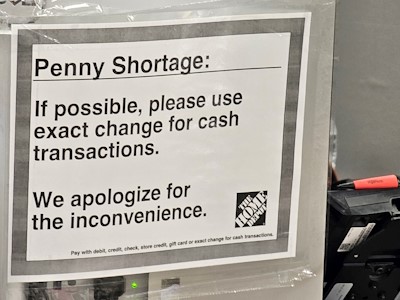 Penny Shortage:
If possible, please use
exact change for cash
transactions.
We apologize for
the inconvenience.
THE
HOME
DEPOT
Pay with debit, credit, check, store credit, gift card or exact change for cash transactions.